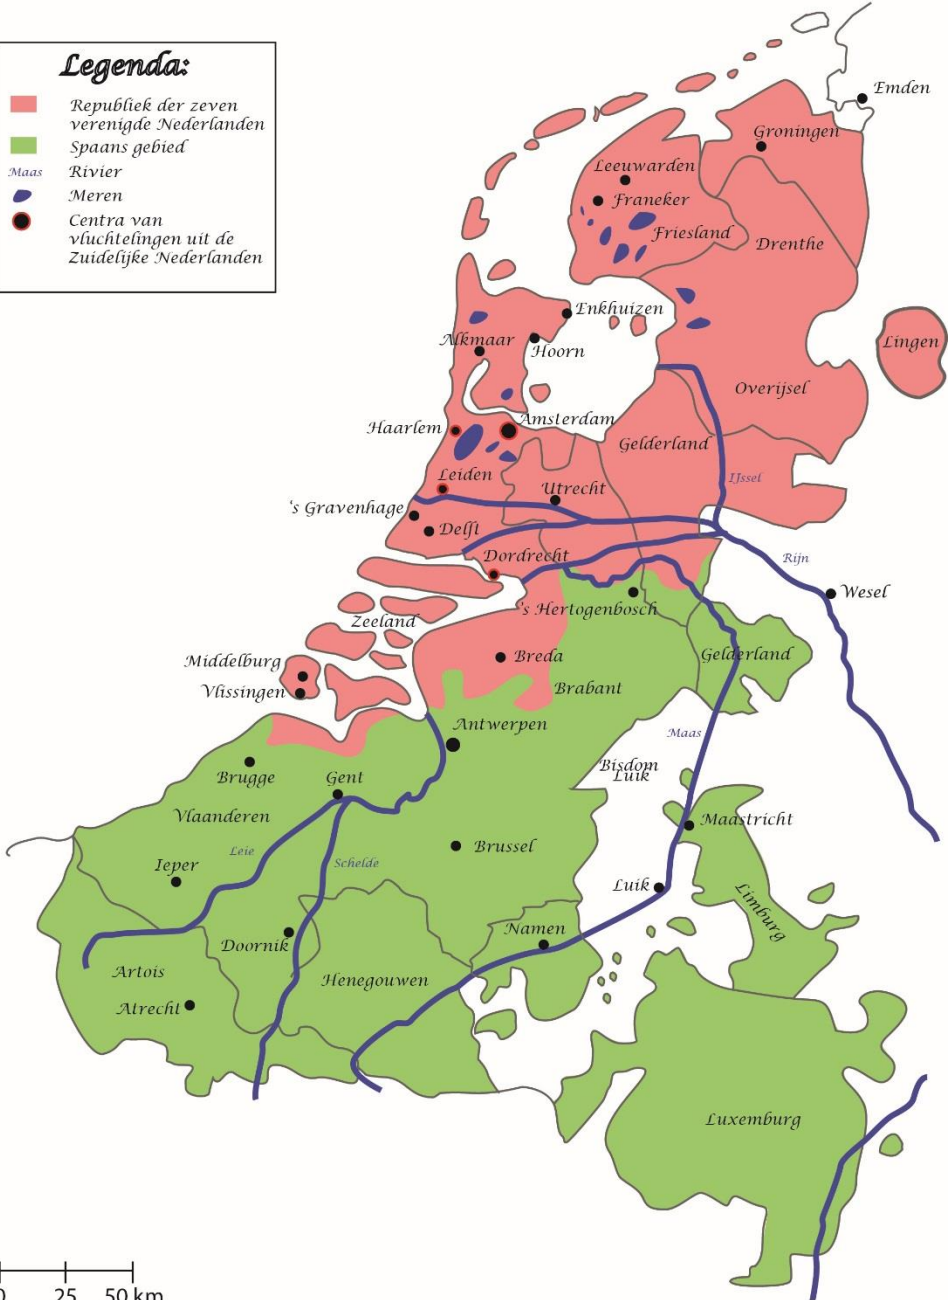 Legenda:
Republiek der zeven
verenigde Nederlanden
Spaans gebied
Maas
Rivier
Meren
Centra van
vluchtelingen uit de
Zuidelijke Nederlanden
Emden
Groningen
Leeuwarden
Franeker
Friesland
Drenthe
Enkhuizen
Alkmaar
Hoorn
Lingen
Overijsel
Haarlem
Amsterdam
Gelderland
Leiden
Utrecht
IJssel
's Gravenhage
Delft
Dordrecht
Rijn
Wesel
's Hertogenbosch
Zeeland
Middelburg
Breda
Gelderland
Vlissingen
Brabant
Antwerpen
Maas
Bisdom
Luik
Brugge
Gent
Vlaanderen
Maastricht
Leie
Schelde
Brussel
Ieper
Luik
Limburg
Doornik
Namen
Artois
Henegouwen
Atrecht
Luxemburg
0 25 50 km